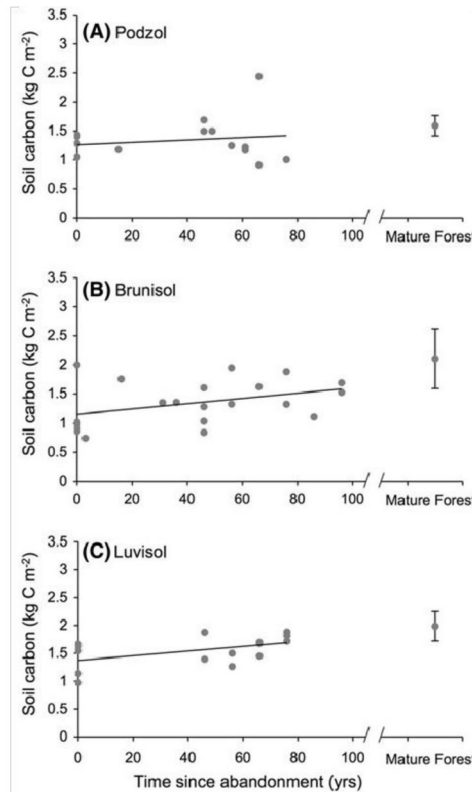 (A) Podzol
Soil carbon (kg C m-2)
3.5
3
2.5
2
1.5
1
0.5
0
0 20 40 60 80 100 Mature Forest
(B) Brunisol
Soil carbon (kg C m-2)
3.5
3
2.5
2
1.5
1
0.5
0
0 20 40 60 80 100 Mature Forest
(C) Luvisol
Soil carbon (kg C m-2)
3.5
3
2.5
2
1.5
1
0.5
0
0 20 40 60 80 100 Mature Forest
Time since abandonment (yrs)